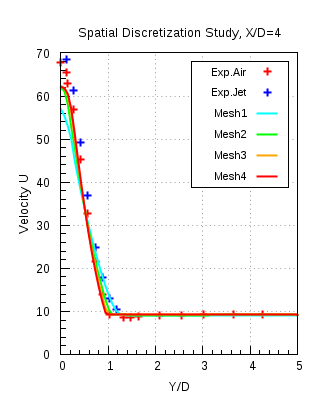 Spatial Discretization Study, X/D=4
70
60
50
40
30
20
10
0
Velocity U
Exp.Air
Exp.Jet
Mesh1
Mesh2
Mesh3
Mesh4
0 1 2 3 4 5
Y/D